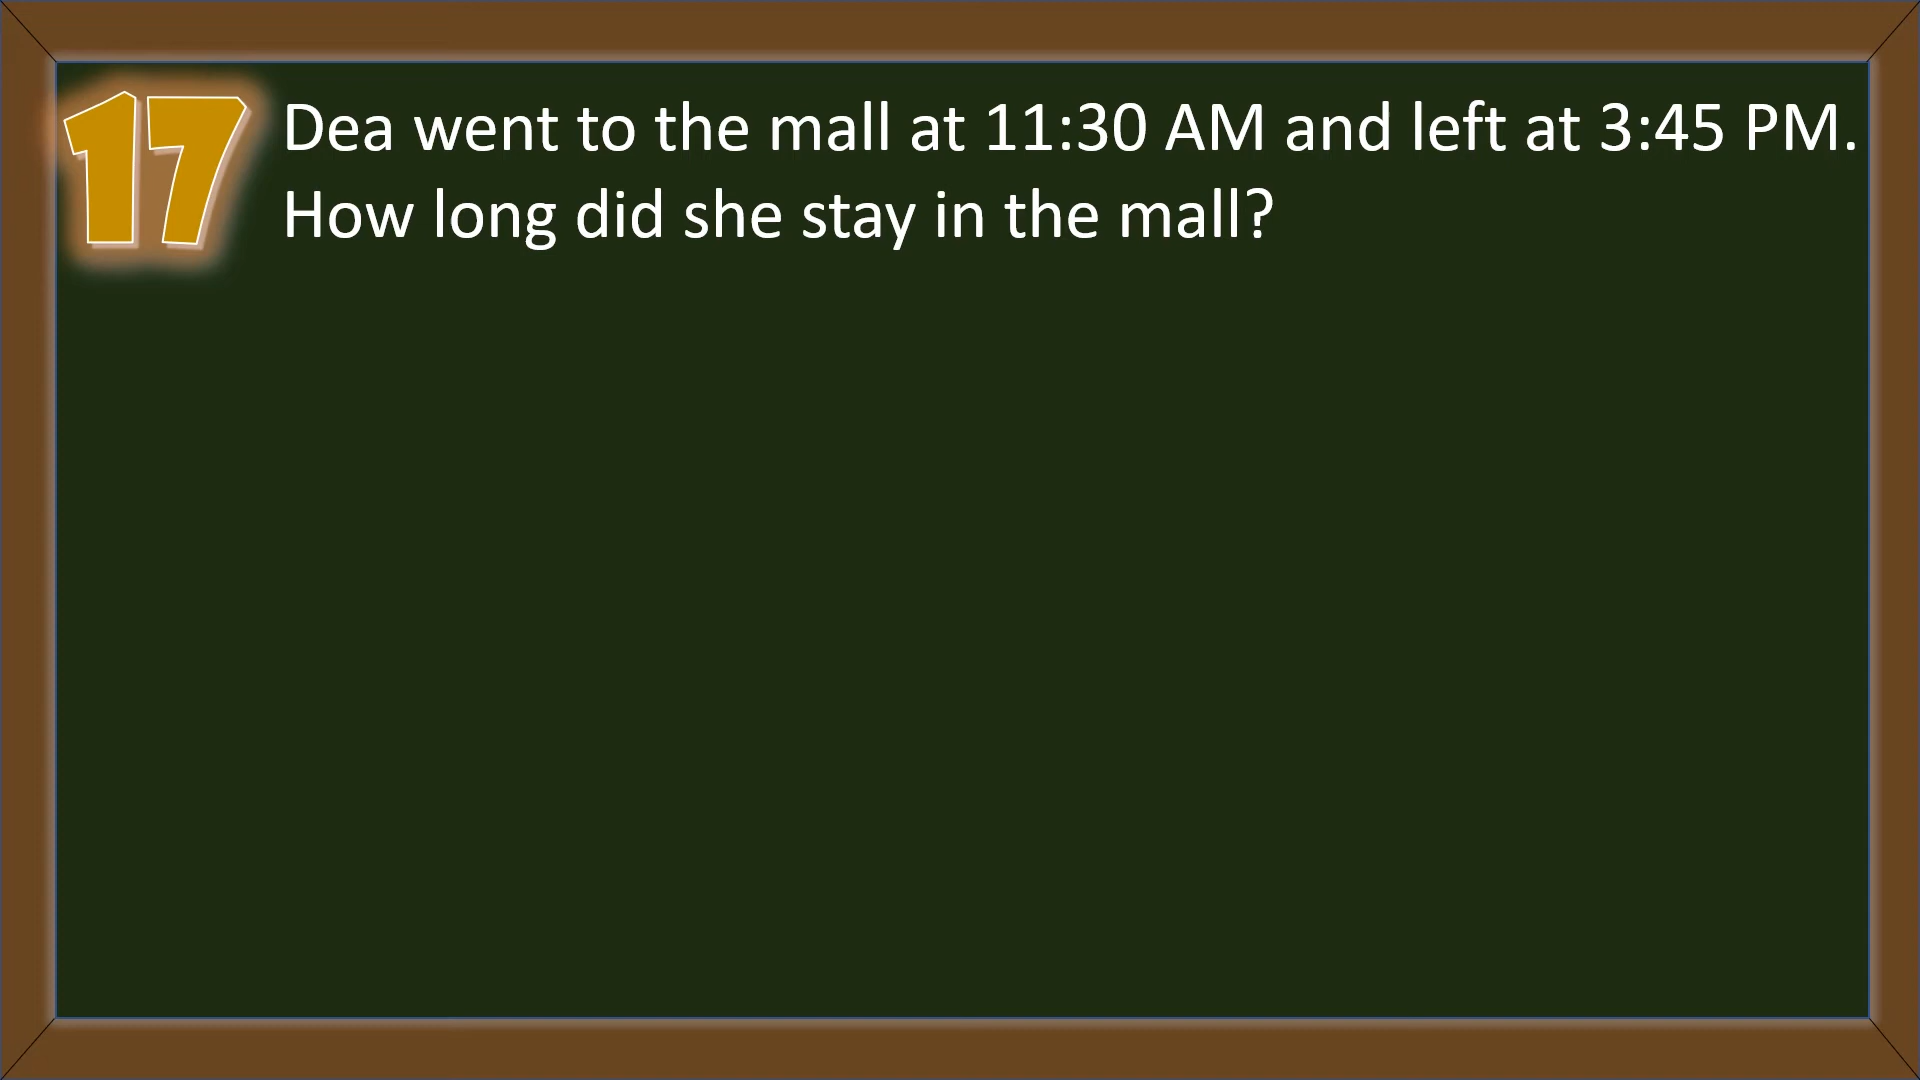 17 Dea went to the mall at 11:30 AM and left at 3:45 PM.
How long did she stay in the mall?